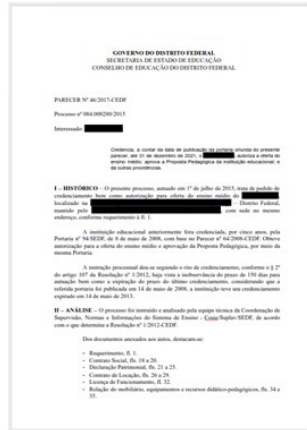 GOVERNO DO DISTRITO FEDERAL
SECRETARIA DE ESTADO DE EDUCAÇÃO
CONSELHO DE EDUCAÇÃO DO DISTRITO FEDERAL
PARECER Nº 46/2017-CEDF
Processo nº 084.000280/2015
Interessado:
Credencia, a contar da data de publicação da portaria oriunda do presente
parecer, até 31 de dezembro de 2021, o autoriza a oferta do
ensino médio; aprova a Proposta Pedagógica da instituição educacional; e
dá outras providências.
I – HISTÓRICO – O presente processo, autuado em 1º de julho de 2015, trata de pedido de
credenciamento bem como autorização para oferta do ensino médio do
localizado na – Distrito Federal,
mantido pelo com sede no mesmo
endereço, conforme requerimento à fl. 1.
A instituição educacional anteriormente fora credenciada, por cinco anos, pela
Portaria nº 94/SEDF, de 8 de maio de 2008, com base no Parecer nº 64/2008-CEDF. Obteve
autorização para a oferta do ensino médio e aprovação da Proposta Pedagógica, por meio da
mesma Portaria.
A instrução processual deu-se segundo o rito de credenciamento, conforme o § 2º
do artigo 107 da Resolução nº 1/2012, haja vista a inobservância do prazo de 150 dias para
autuação bem como a expiração do prazo do último credenciamento, considerando que a
referida portaria foi publicada em 14 de maio de 2008, a instituição teve seu credenciamento
expirado em 14 de maio de 2013.
II – ANÁLISE – O processo foi instruído e analisado pela equipe técnica da Coordenação de
Supervisão, Normas e Informações do Sistema de Ensino - Cosie/Suplav/SEDF, de acordo
com o que determina a Resolução nº 1/2012-CEDF.
Dos documentos anexados aos autos, destacam-se:
- Requerimento, fl. 1.
- Contrato Social, fls. 18 a 20.
- Declaração Patrimonial, fls. 21 a 25.
- Contrato de Locação, fls. 26 a 29.
- Licença de Funcionamento, fl. 32.
- Relação do mobiliário, equipamentos e recursos didático-pedagógicos, fls. 34 e
35.